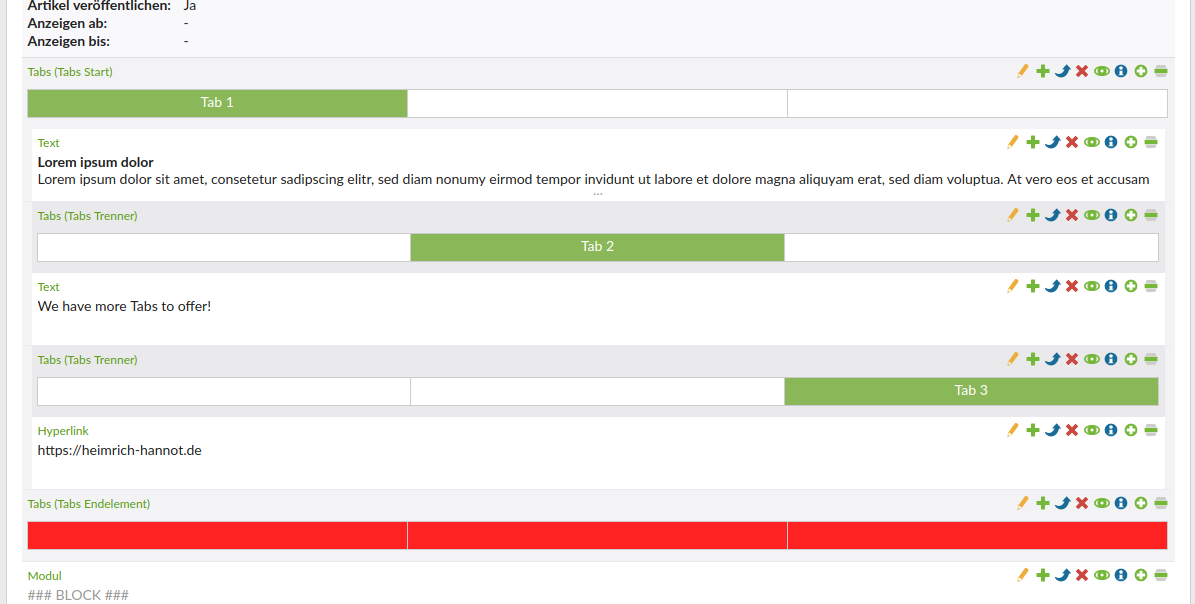 Artikel veröffentlichen: Ja
Anzeigen ab: -
Anzeigen bis: -
Tabs (Tabs Start)
Tab 1
Text
Lorem ipsum dolor
Lorem ipsum dolor sit amet, consetetur sadipscing elitr, sed diam nonumy eirmod tempor invidunt ut labore et dolore magna aliquyam erat, sed diam voluptua. At vero eos et accusam
...
Tabs (Tabs Trenner)
Tab 2
Text
We have more Tabs to offer!
Tabs (Tabs Trenner)
Tab 3
Hyperlink
https://heimrich-hannot.de
Tabs (Tabs Endelement)
Modul
### BLOCK ###